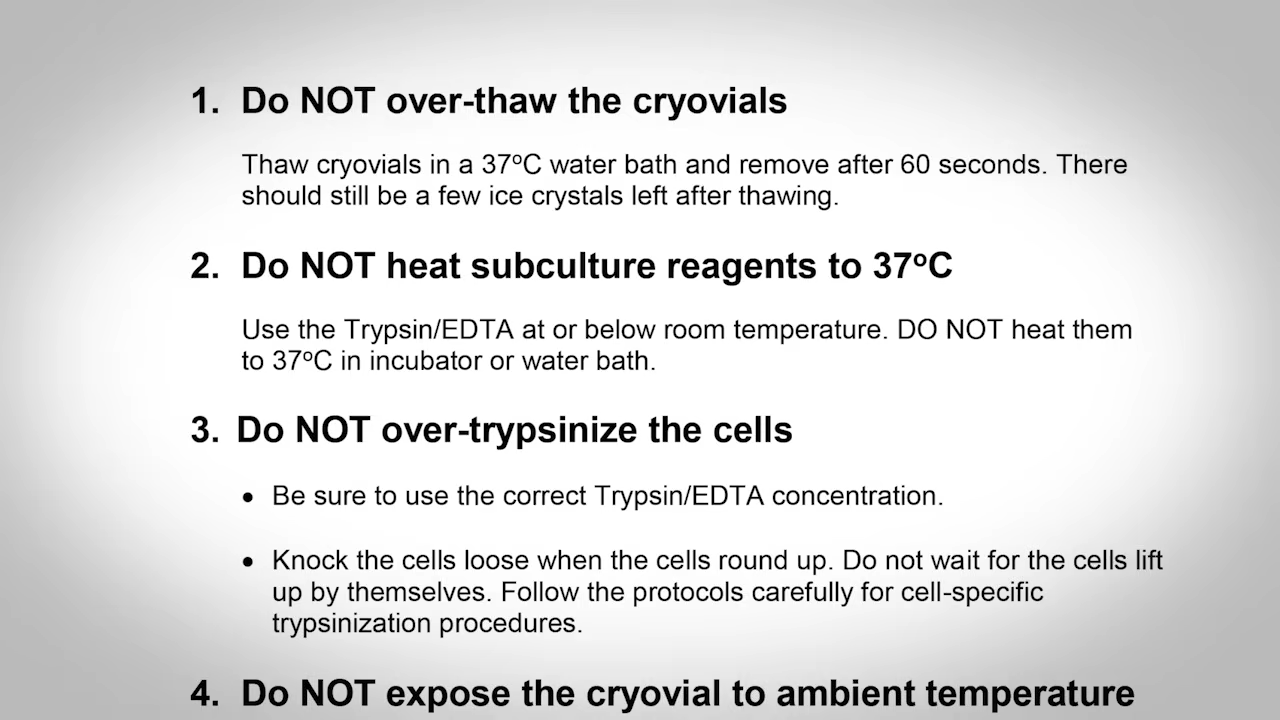 1. Do NOT over-thaw the cryovials
Thaw cryovials in a 37ºC water bath and remove after 60 seconds. There
should still be a few ice crystals left after thawing.
2. Do NOT heat subculture reagents to 37ºC
Use the Trypsin/EDTA at or below room temperature. DO NOT heat them
to 37ºC in incubator or water bath.
3. Do NOT over-trypsinize the cells
• Be sure to use the correct Trypsin/EDTA concentration.
• Knock the cells loose when the cells round up. Do not wait for the cells lift
up by themselves. Follow the protocols carefully for cell-specific
trypsinization procedures.
4. Do NOT expose the cryovial to ambient temperature